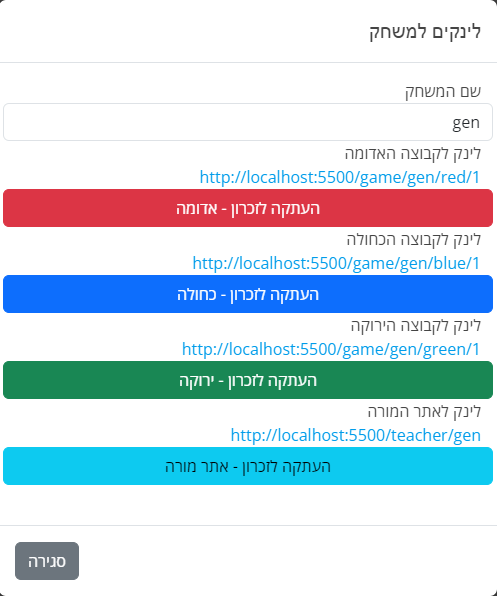 לינקים למשחק
שם המשחק
gen
לינק לקבוצה האדומה
http://localhost:5500/game/gen/red/1
העתקה לזכרון - אדומה
לינק לקבוצה הכחולה
http://localhost:5500/game/gen/blue/1
העתקה לזכרון - כחולה
לינק לקבוצה הירוקה
http://localhost:5500/game/gen/green/1
העתקה לזכרון - ירוקה
לינק לאתר המורה
http://localhost:5500/teacher/gen
העתקה לזכרון - אתר מורה
סגירה